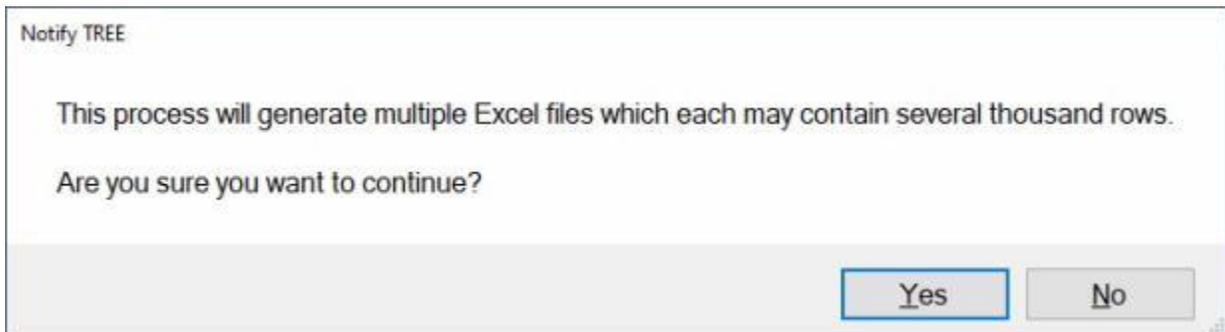 Notify TREE
This process will generate multiple Excel files which each may contain several thousand rows.
Are you sure you want to continue?
Yes No